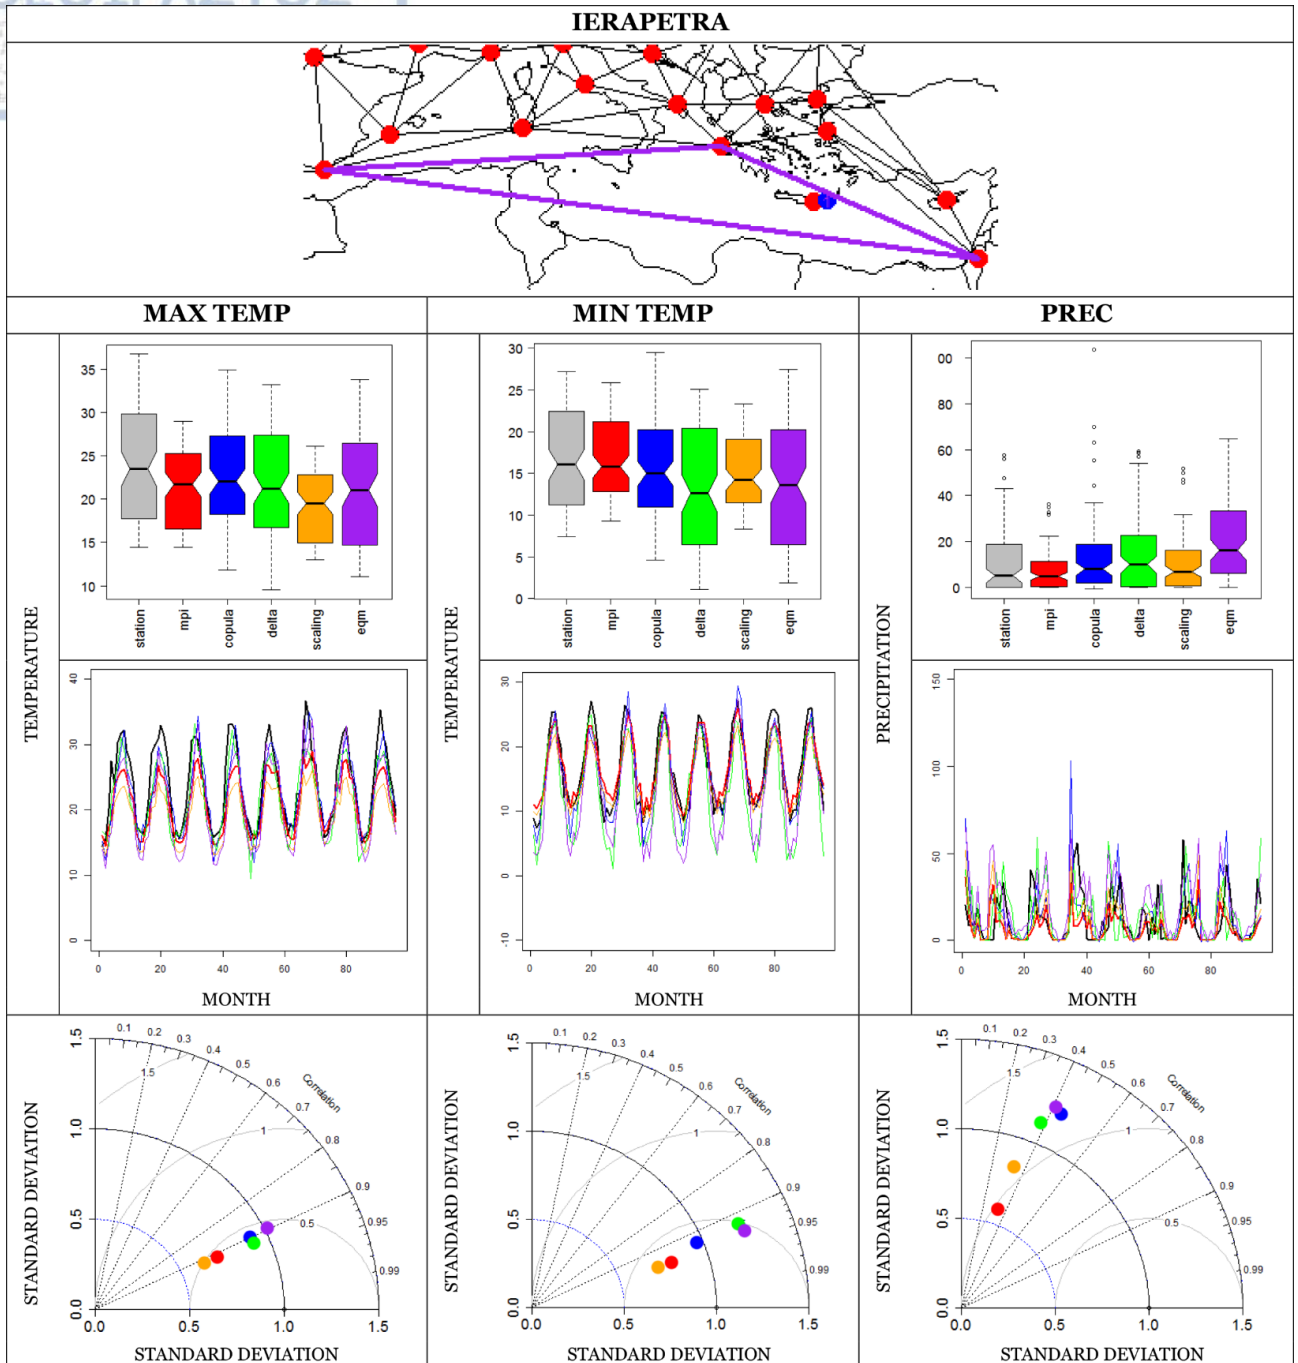 IERAPETRA
MAX TEMP
MIN TEMP
PREC
TEMPERATURE
35
30
25
20
15
10
station
mpi
copula
delta
scaling
eqm
TEMPERATURE
30
25
20
15
10
5
0
station
mpi
copula
delta
scaling
eqm
PRECIPITATION
00
80
60
40
20
0
station
mpi
copula
delta
scaling
eqm
40
30
20
10
0
0 20 40 60 80
MONTH
30
20
10
0
-10
0 20 40 60 80
MONTH
150
100
50
0
0 20 40 60 80
MONTH
STANDARD DEVIATION
1.5
1.0
0.5
0.0
0.1 0.2 0.3 0.4 0.5 0.6 0.7 0.8 0.9 0.95 0.99
Correlation
1.5
1
0.5
0.0 0.5 1.0 1.5
STANDARD DEVIATION
STANDARD DEVIATION
1.5
1.0
0.5
0.0
0.1 0.2 0.3 0.4 0.5 0.6 0.7 0.8 0.9 0.95 0.99
Correlation
1.5
1
0.5
0.0 0.5 1.0 1.5
STANDARD DEVIATION
STANDARD DEVIATION
1.5
1.0
0.5
0.0
0.1 0.2 0.3 0.4 0.5 0.6 0.7 0.8 0.9 0.95 0.99
Correlation
1.5
1
0.5
0.0 0.5 1.0 1.5
STANDARD DEVIATION